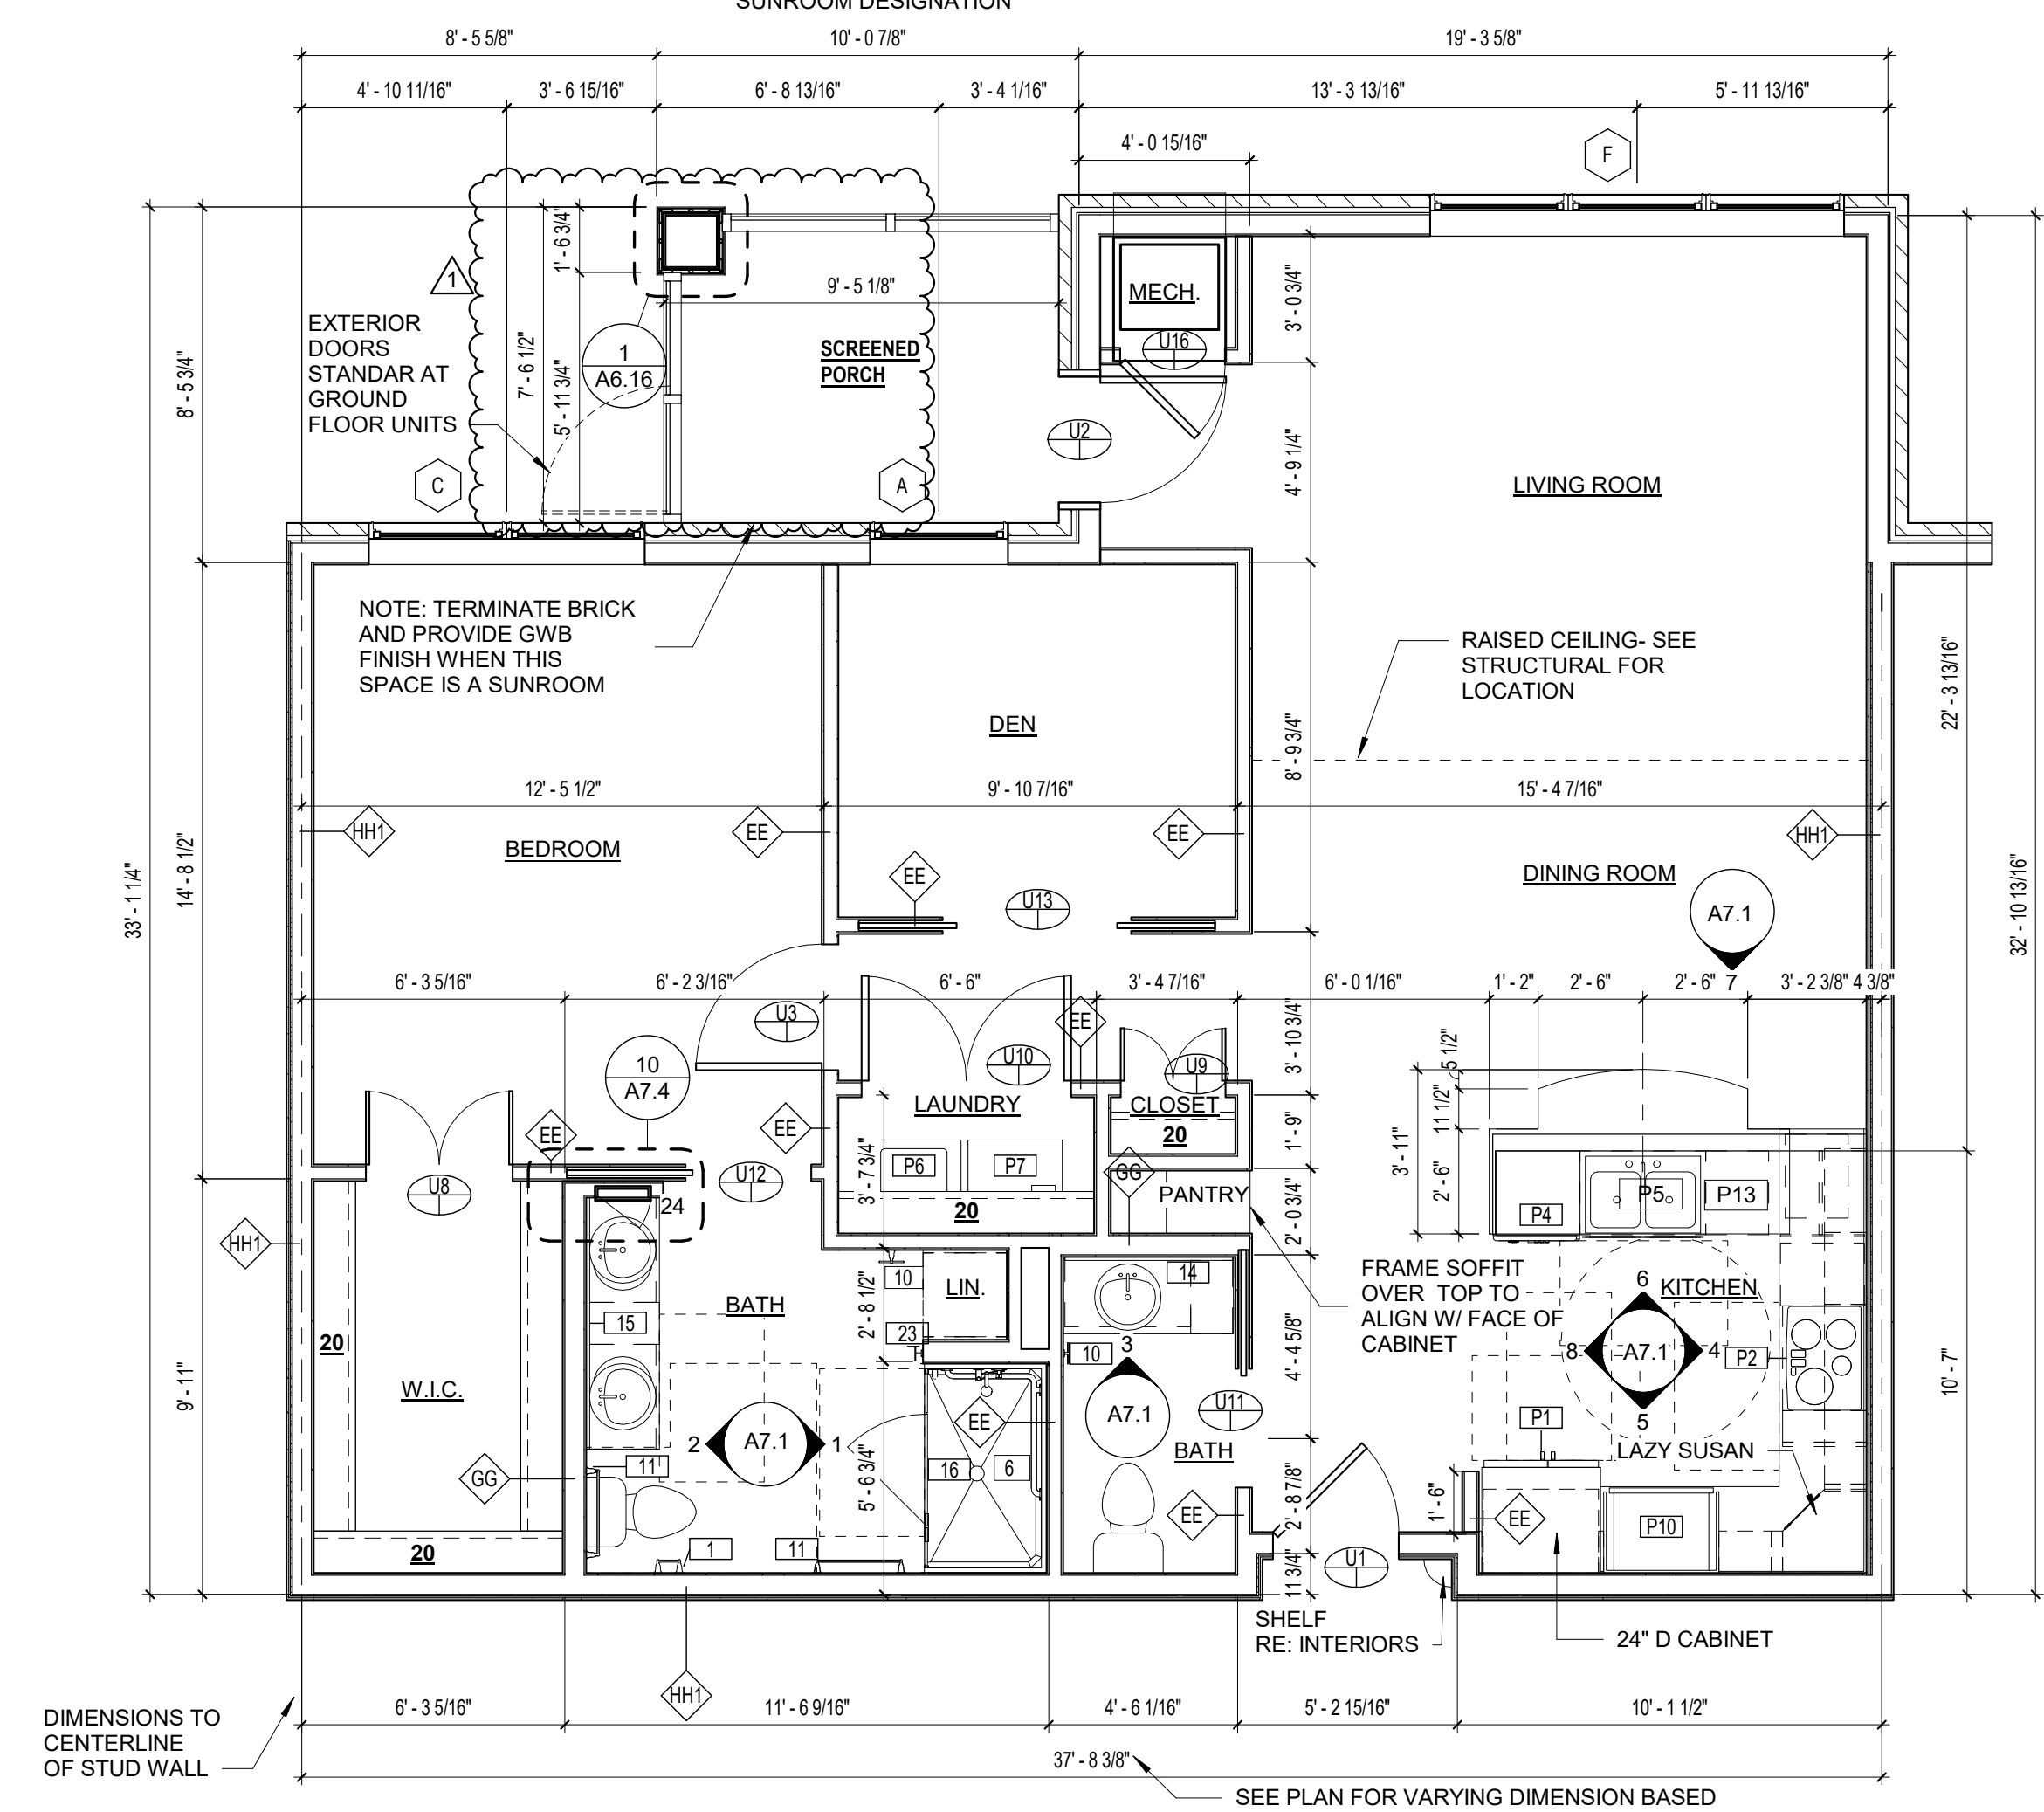 SUNROOM DESIGNATION
8' - 5 5/8"
10' - 0 7/8"
19' - 3 5/8"
4' - 10 11/16"
3' - 6 15/16"
6' - 8 13/16"
3' - 4 1/16"
13' - 3 13/16"
5' - 11 13/16"
4' - 0 15/16"
F
1' - 6 3/4"
1
9' - 5 1/8"
MECH.
U16
3' - 0 3/4"
EXTERIOR
DOORS
STANDAR AT
GROUND
FLOOR UNITS
7' - 6 1/2"
5' - 11 3/4"
1
A6.16
SCREENED
PORCH
8' - 5 3/4"
U2
4' - 9 1/4"
C
A
LIVING ROOM
NOTE: TERMINATE BRICK
AND PROVIDE GWB
FINISH WHEN THIS
SPACE IS A SUNROOM
RAISED CEILING- SEE
STRUCTURAL FOR
LOCATION
22' - 3 13/16"
DEN
8' - 9 3/4"
12' - 5 1/2"
9' - 10 7/16"
15' - 4 7/16"
HH1
EE
EE
HH1
BEDROOM
14' - 8 1/2"
33' - 1 1/4"
EE
U13
DINING ROOM
A7.1
7
32' - 10 13/16"
6' - 3 5/16"
6' - 2 3/16"
6' - 6"
3' - 4 7/16"
6' - 0 1/16"
1' - 2"
2' - 6"
2' - 6"
3' - 2 3/8"
4 3/8"
U3
EE
3' - 10 3/4"
5 1/2"
10
A7.4
U10
U9
LAUNDRY
CLOSET
20
EE
EE
11 1/2"
3' - 11"
1' - 9"
3' - 7 3/4"
P6
P7
GG
U8
U12
24
PANTRY
20
2' - 6"
P4
P5
P13
2' - 0 3/4"
HH1
FRAME SOFFIT
OVER TOP TO
ALIGN W/ FACE OF
CABINET
10
LIN.
14
6
KITCHEN
BATH
15
2' - 8 1/2"
23
10
3
4' - 4 5/8"
8
A7.1
4
P2
20
W.I.C.
9' - 11"
10' - 7"
EE
A7.1
U11
P1
5
2
A7.1
1
BATH
LAZY SUSAN
11
GG
16
6
5' - 6 3/4"
2' - 8 7/8"
1' - 6"
EE
EE
P10
20
1
11
U1
11 3/4"
SHELF
RE: INTERIORS
24" D CABINET
HH1
DIMENSIONS TO
CENTERLINE
OF STUD WALL
6' - 3 5/16"
11' - 6 9/16"
4' - 6 1/16"
5' - 2 15/16"
10' - 1 1/2"
37' - 8 3/8"
SEE PLAN FOR VARYING DIMENSION BASED